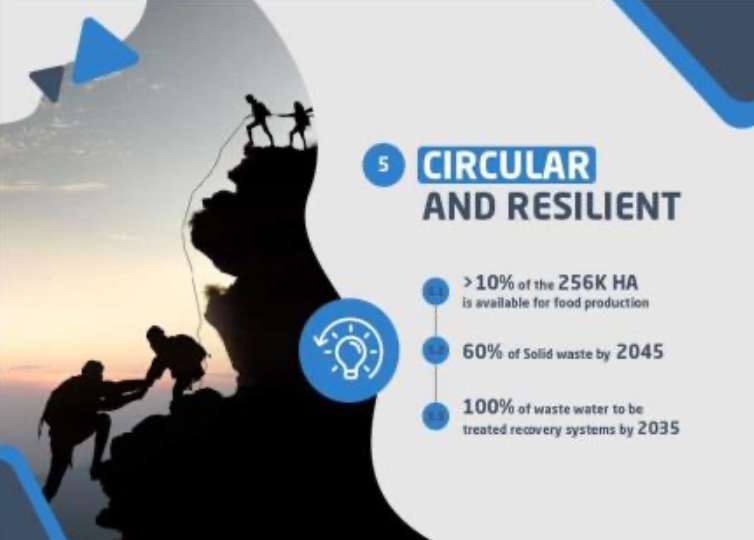 5
CIRCULAR
AND RESILIENT
5.1
>10% of the 256K HA
is available for food production
5.2
60% of Solid waste by 2045
5.3
100% of waste water to be
treated recovery systems by 2035